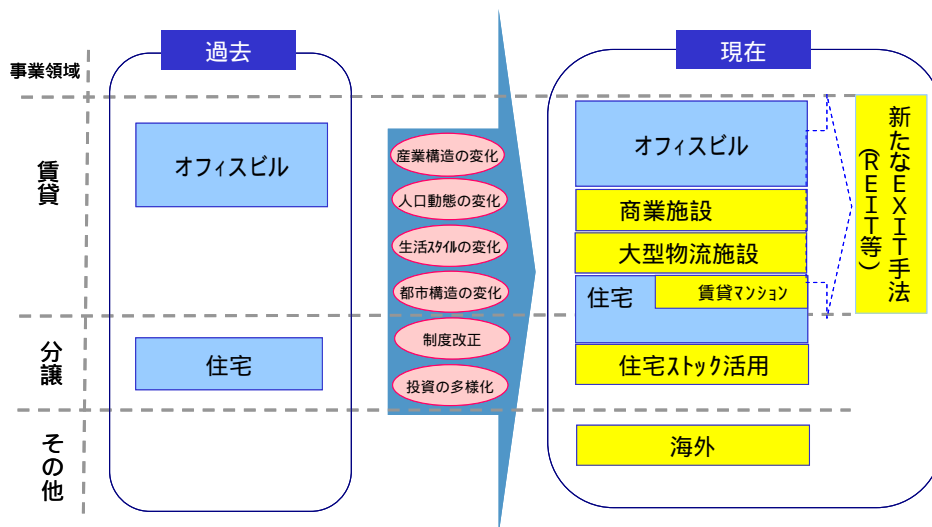 過去
現在
事業領域
賃貸
オフィスビル
分譲
住宅
その他
産業構造の変化
人口動態の変化
生活スタイルの変化
都市構造の変化
制度改正
投資の多様化
オフィスビル
商業施設
大型物流施設
住宅
賃貸マンション
住宅ストック活用
海外
新たなEXIT手法
(REIT等)